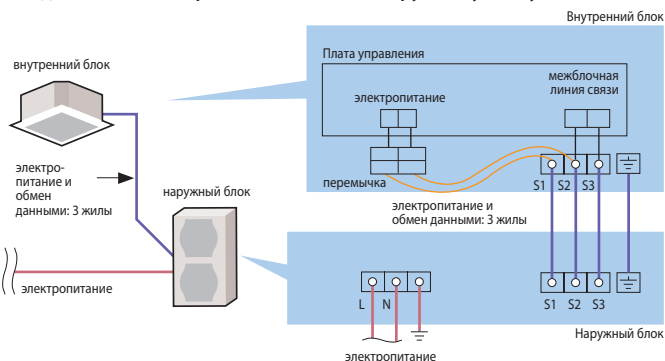 Внутренний блок
Плата управления
внутренний блок
межблочная
линия связи
электропитание
электро-
питание и
обмен
данными: 3 жилы
перемычка
S1 S2 S3
наружный блок
электропитание и
обмен данными: 3 жилы
электропитание
L N
S1 S2 S3
Наружный блок
электропитание